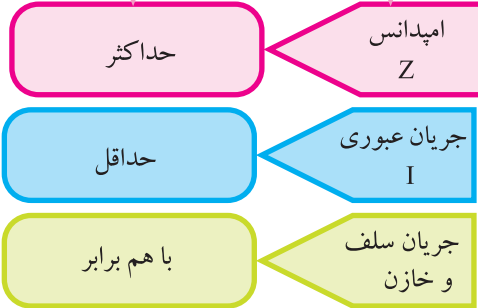 امپدانس
Z
حداکثر
جریان عبوری
I
حداقل
جریان سلف
و خازن
با هم برابر